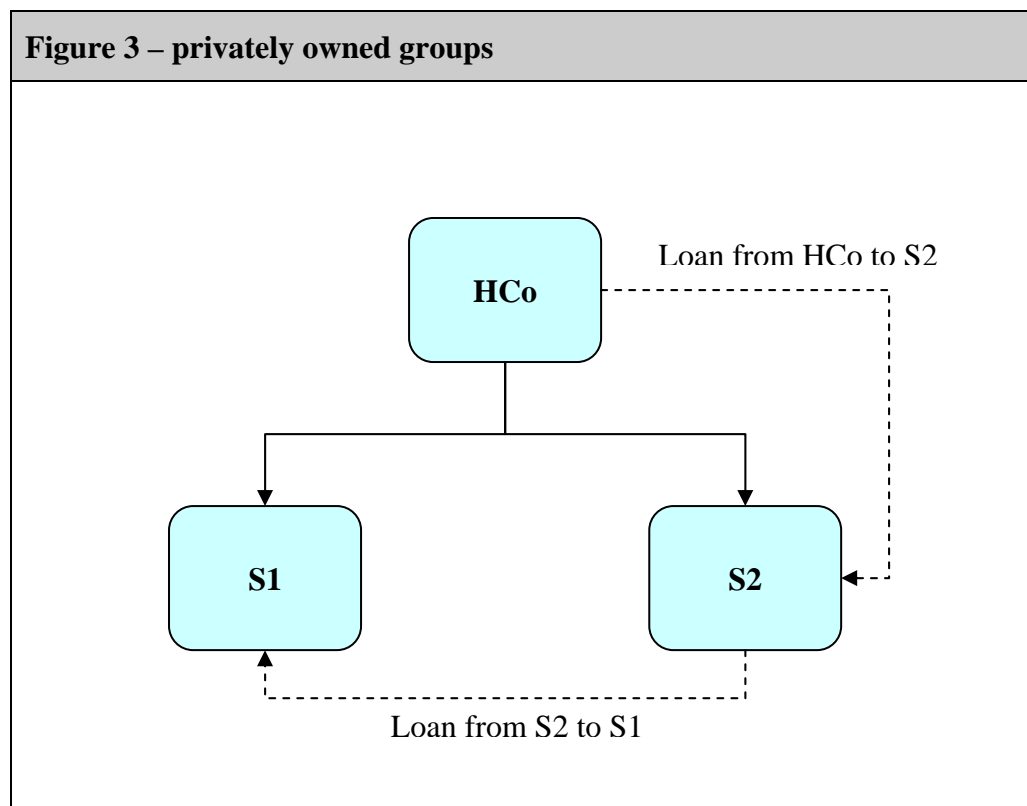 Figure 3 – privately owned groups
Loan from HCo to S2
HCo
S1
S2
Loan from S2 to S1